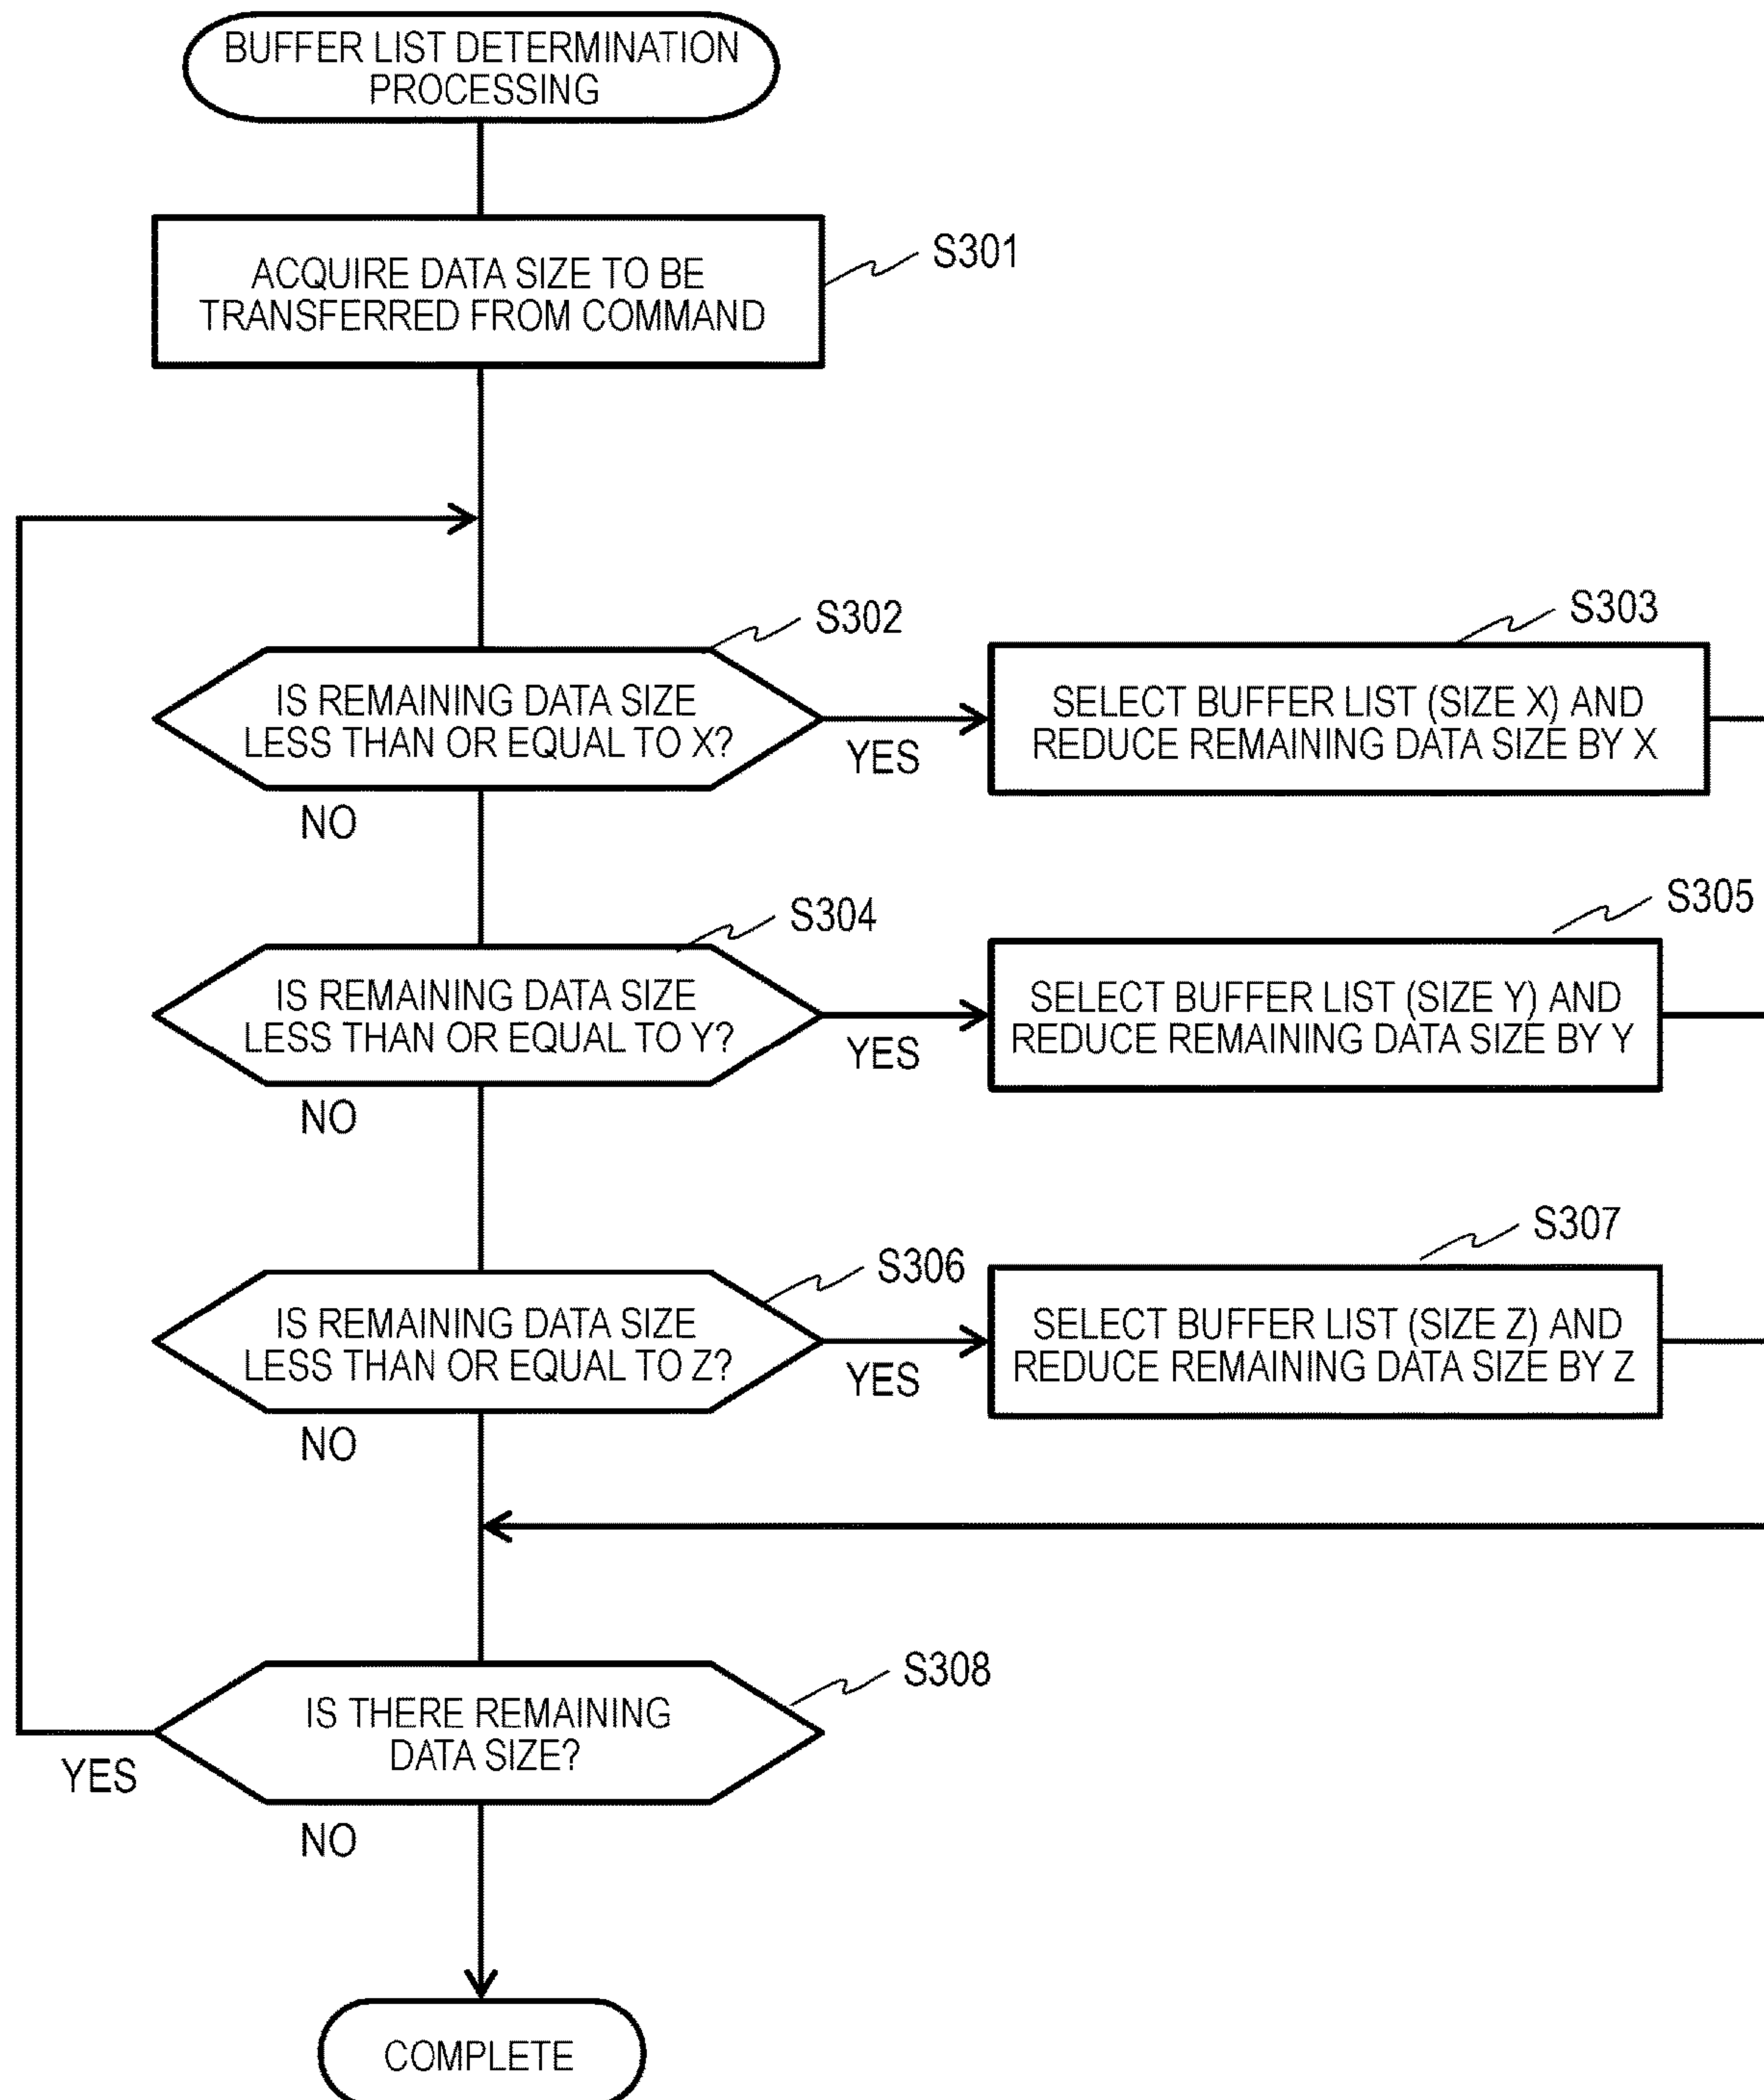 BUFFER LIST DETERMINATION
PROCESSING
ACQUIRE DATA SIZE TO BE
TRANSFERRED FROM COMMAND
S301
IS REMAINING DATA SIZE
LESS THAN OR EQUAL TO X?
S302
YES
NO
SELECT BUFFER LIST (SIZE X) AND
REDUCE REMAINING DATA SIZE BY X
S303
IS REMAINING DATA SIZE
LESS THAN OR EQUAL TO Y?
S304
YES
NO
SELECT BUFFER LIST (SIZE Y) AND
REDUCE REMAINING DATA SIZE BY Y
S305
IS REMAINING DATA SIZE
LESS THAN OR EQUAL TO Z?
S306
YES
NO
SELECT BUFFER LIST (SIZE Z) AND
REDUCE REMAINING DATA SIZE BY Z
S307
IS THERE REMAINING
DATA SIZE?
S308
YES
NO
COMPLETE